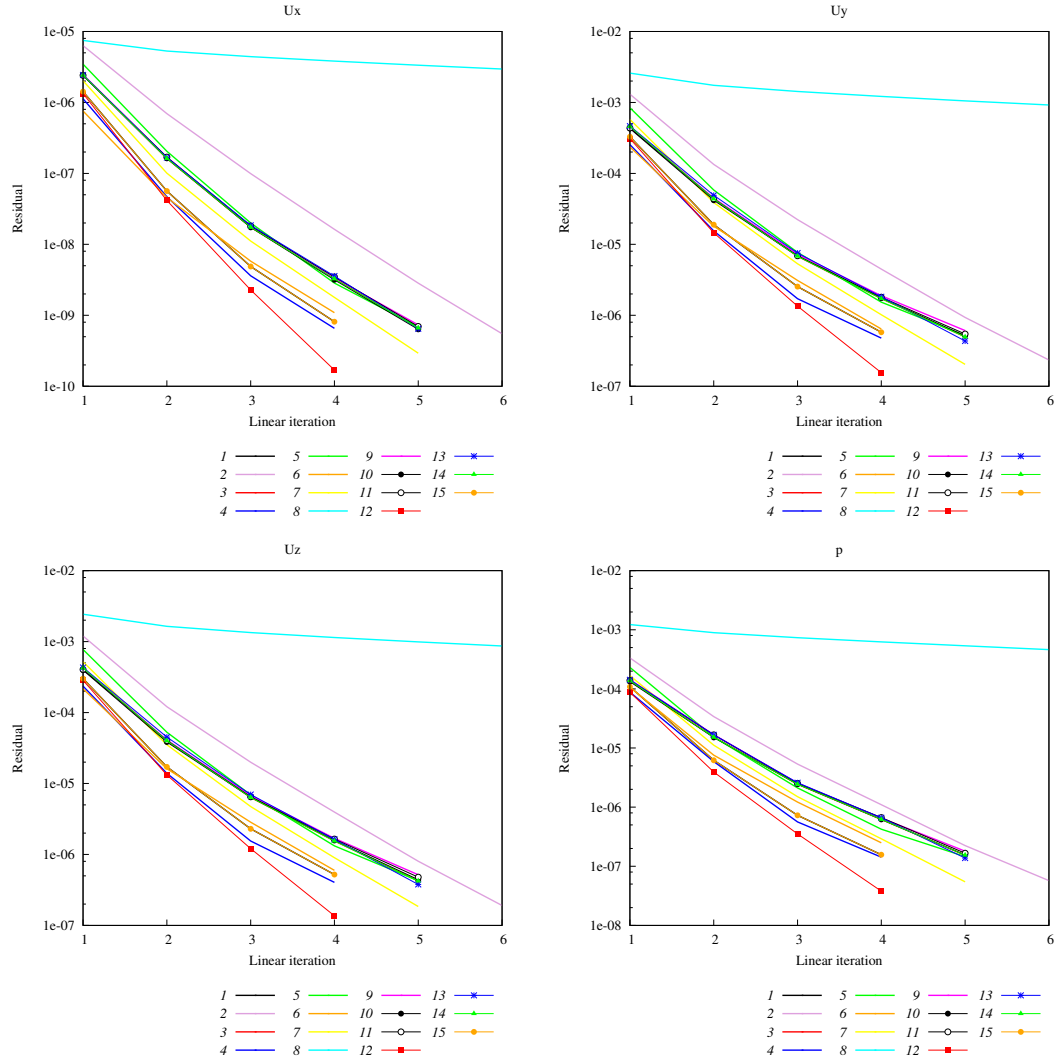 Ux
1e-05
1e-06
1e-07
1e-08
1e-09
1e-10
Residual
1 2 3 4 5 6
Linear iteration
1 5 9 13
2 6 10 14
3 7 11 15
4 8 12
Uy
1e-02
1e-03
1e-04
1e-05
1e-06
1e-07
Residual
1 2 3 4 5 6
Linear iteration
1 5 9 13
2 6 10 14
3 7 11 15
4 8 12
Uz
1e-02
1e-03
1e-04
1e-05
1e-06
1e-07
Residual
1 2 3 4 5 6
Linear iteration
1 5 9 13
2 6 10 14
3 7 11 15
4 8 12
p
1e-02
1e-03
1e-04
1e-05
1e-06
1e-07
1e-08
Residual
1 2 3 4 5 6
Linear iteration
1 5 9 13
2 6 10 14
3 7 11 15
4 8 12